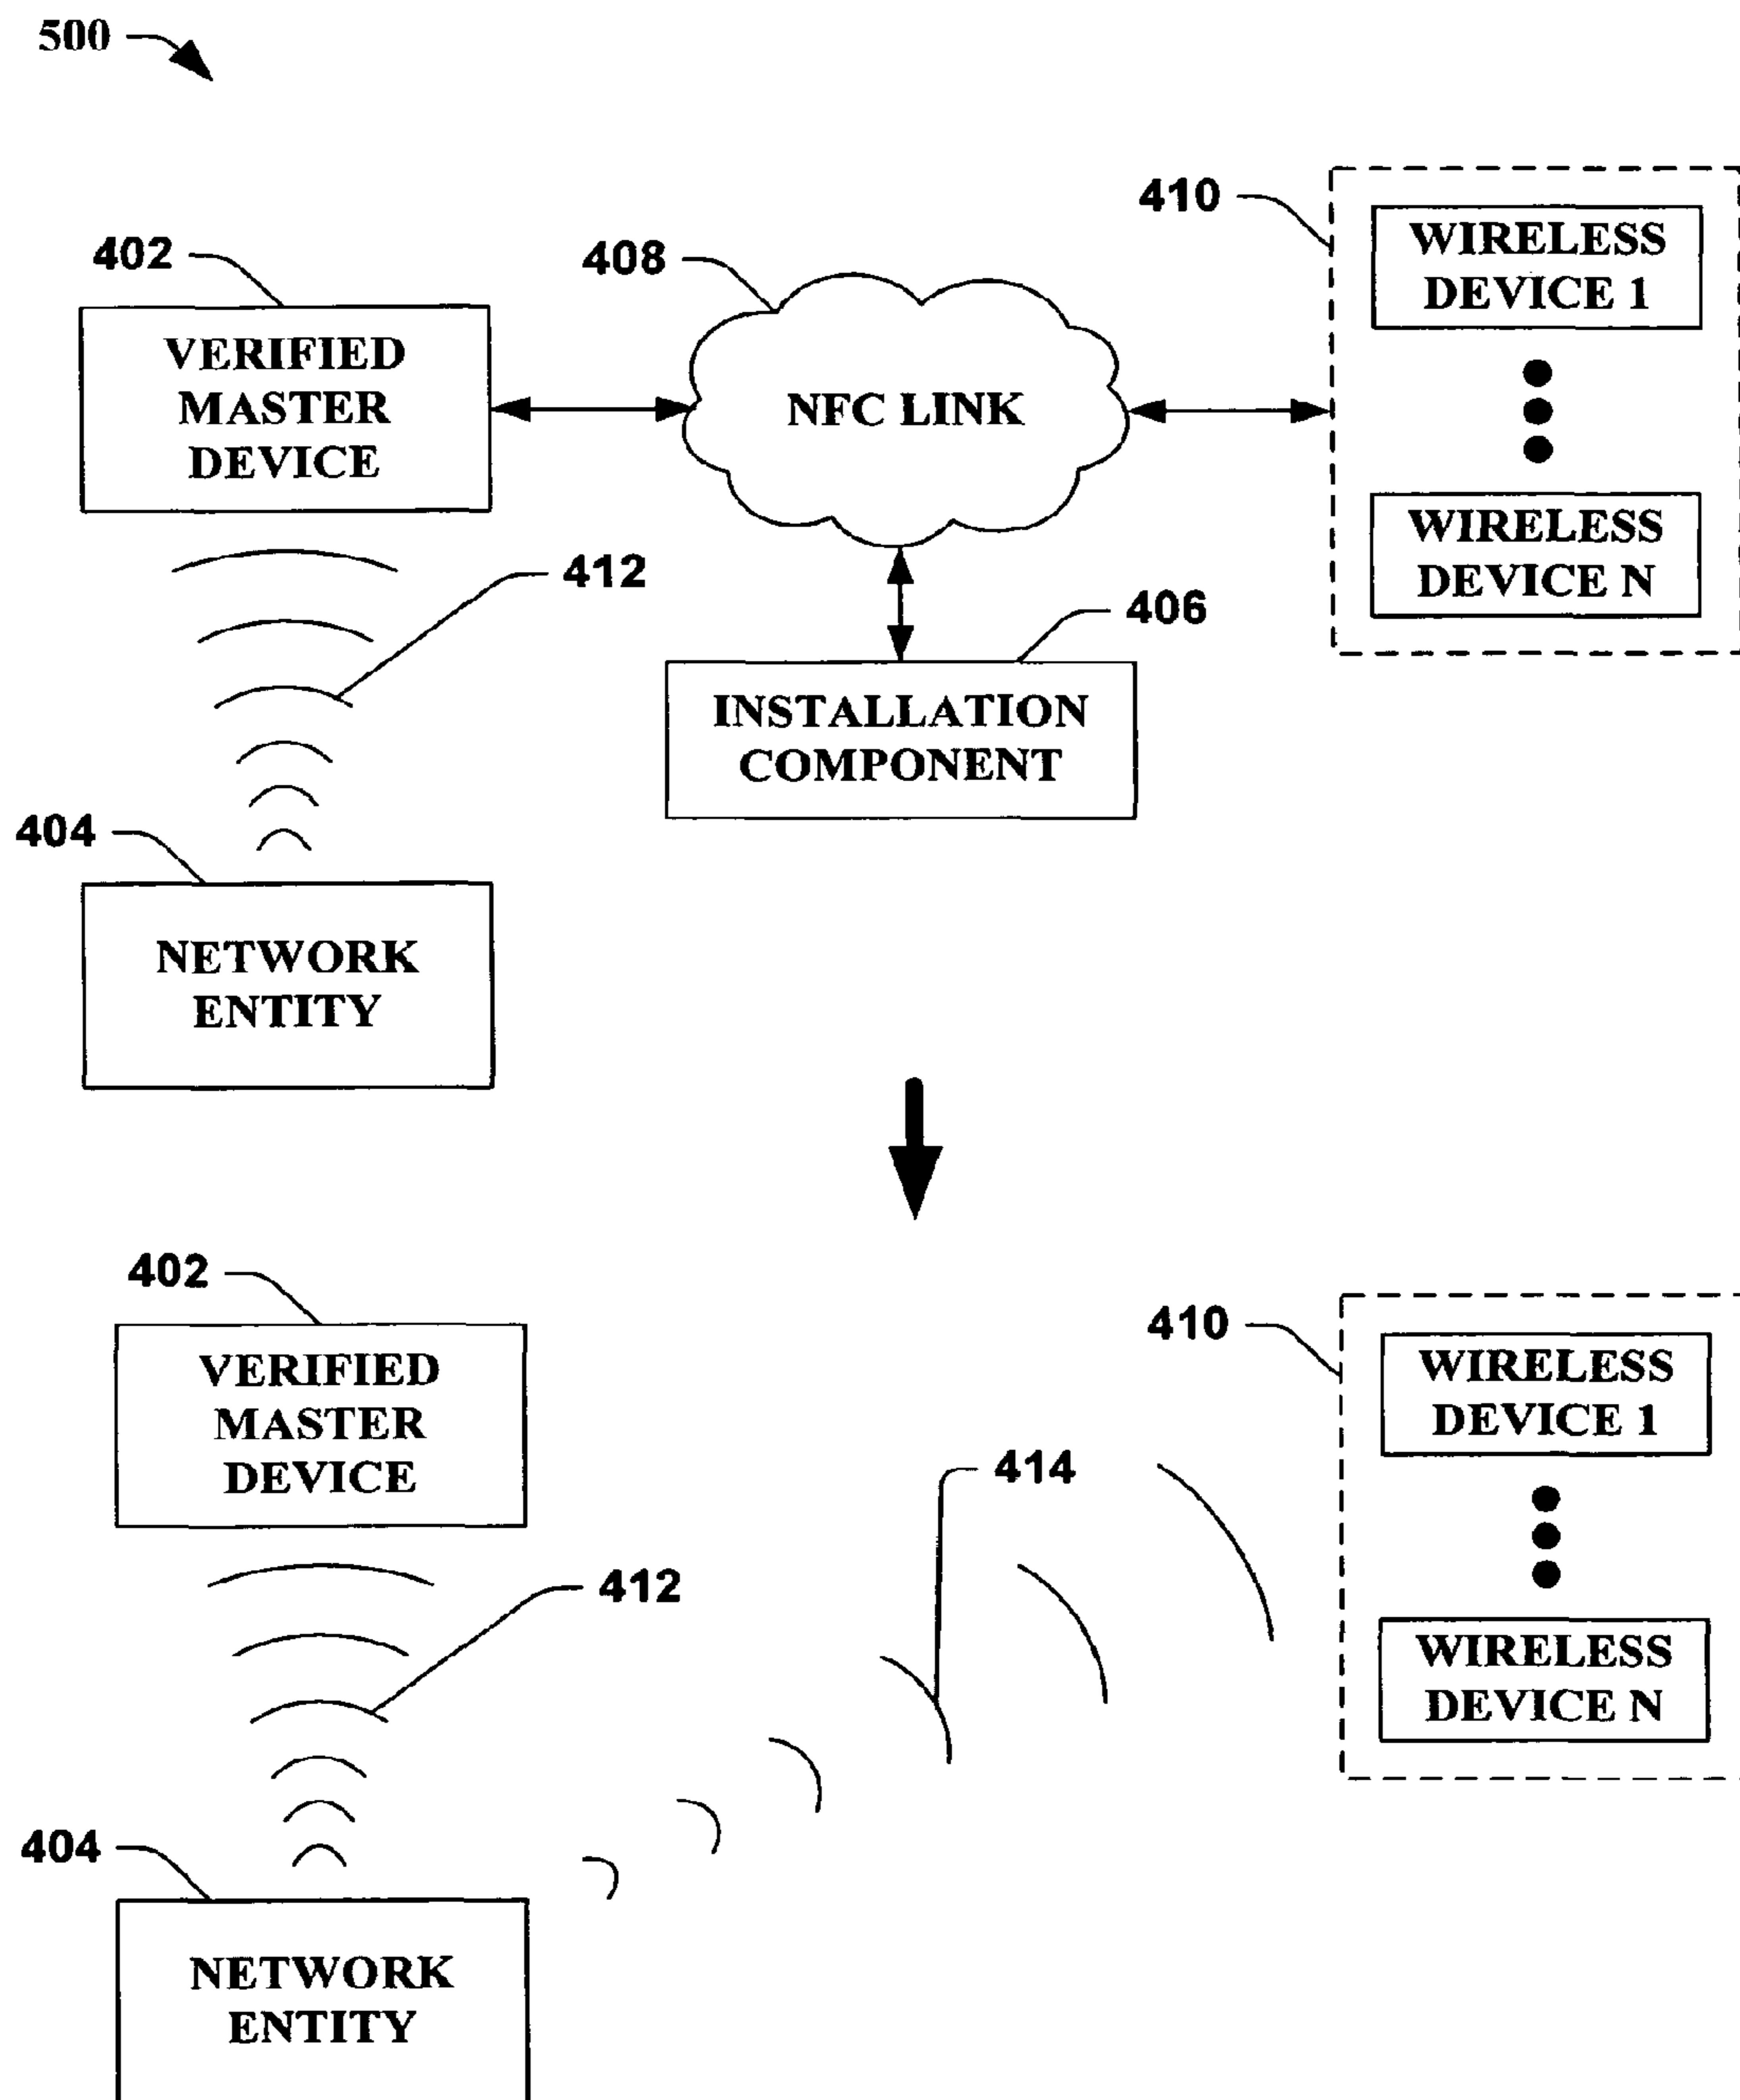 500
410
WIRELESS
DEVICE 1
402
408
VERIFIED
MASTER
DEVICE
NFC LINK
WIRELESS
DEVICE N
412
406
INSTALLATION
COMPONENT
404
NETWORK
ENTITY
402
410
WIRELESS
DEVICE 1
VERIFIED
MASTER
DEVICE
414
412
WIRELESS
DEVICE N
404
NETWORK
ENTITY